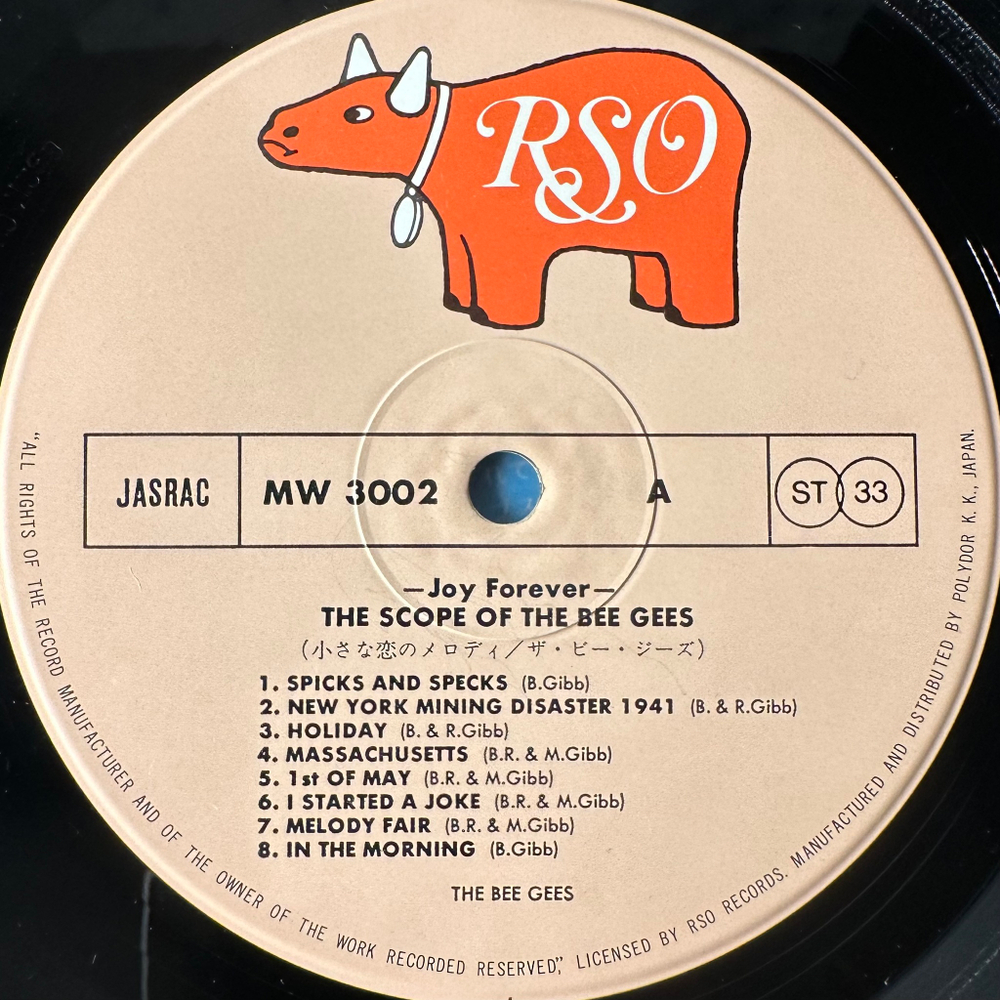 RSO
JASRAC
MW 3002
A
ST 33
—Joy Forever—
THE SCOPE OF THE BEE GEES
(小さな恋のメロディ/ザ・ビー・ジーズ)
1. SPICKS AND SPECKS (B.Gibb)
2. NEW YORK MINING DISASTER 1941 (B. & R.Gibb)
3. HOLIDAY (B. & R.Gibb)
4. MASSACHUSETTS (B.R. & M.Gibb)
5. 1st OF MAY (B.R. & M.Gibb)
6. I STARTED A JOKE (B.R. & M.Gibb)
7. MELODY FAIR (B.R. & M.Gibb)
8. IN THE MORNING (B.Gibb)
THE BEE GEES
“ALL RIGHTS OF THE RECORD MANUFACTURER AND OF THE OWNER OF THE WORK RECORDED RESERVED”, LICENSED BY RSO RECORDS. MANUFACTURED AND DISTRIBUTED BY POLYDOR K. K., JAPAN.